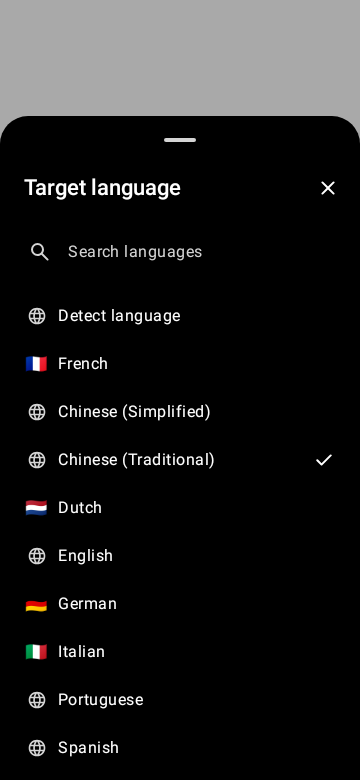 Target language
Search languages
Detect language
French
Chinese (Simplified)
Chinese (Traditional)
Dutch
English
German
Italian
Portuguese
Spanish